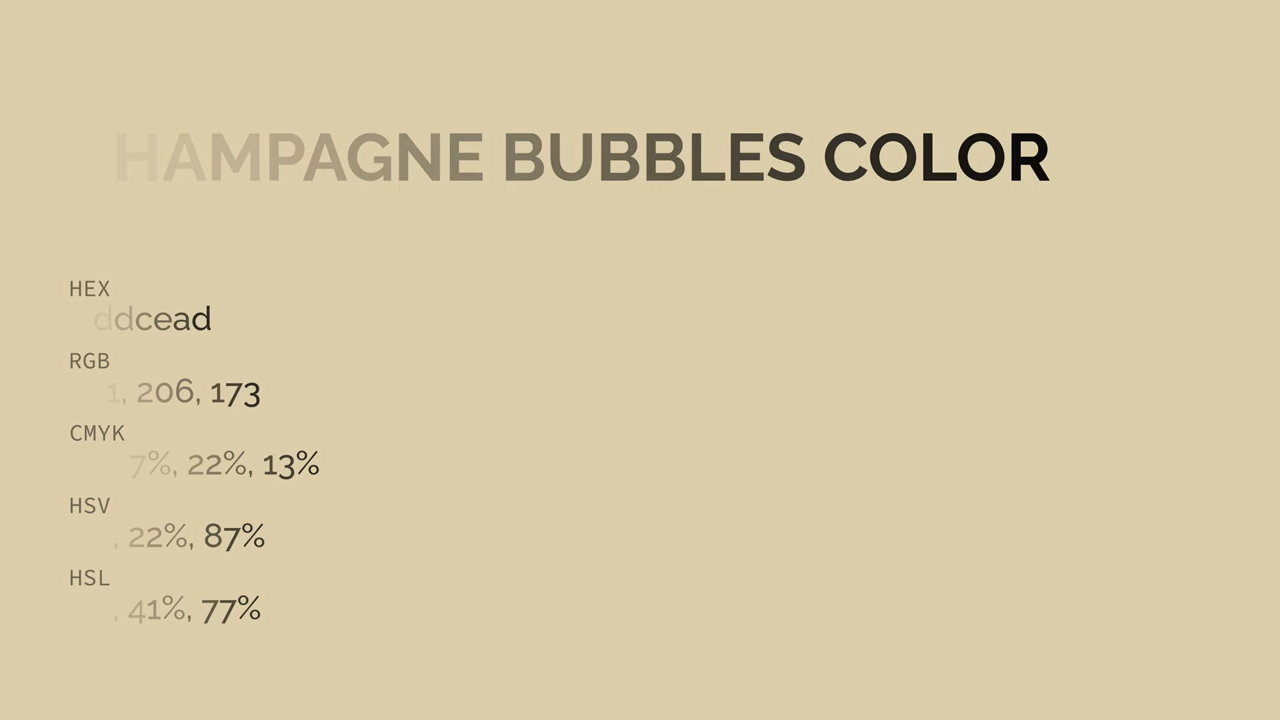 HAMPAGNE BUBBLES COLOR
HEX
ddcead
RGB
1, 206, 173
CMYK
7%, 22%, 13%
HSV
, 22%, 87%
HSL
, 41%, 77%